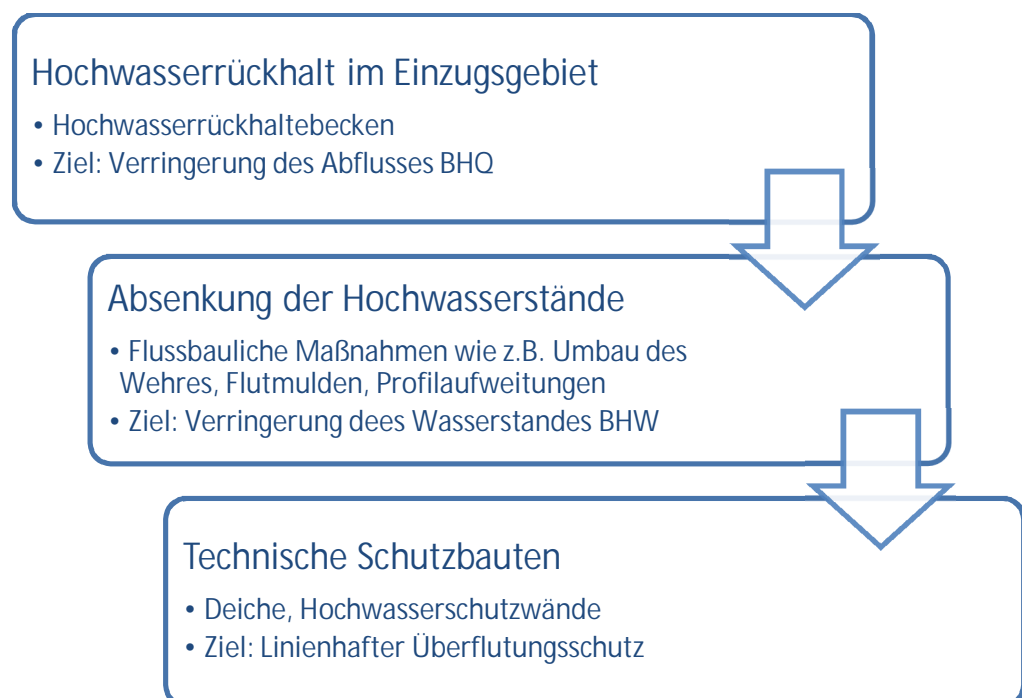 Hochwasserrückhalt im Einzugsgebiet
• Hochwasserrückhaltebecken
• Ziel: Verringerung des Abflusses BHQ
Absenkung der Hochwasserstände
• Flussbauliche Maßnahmen wie z.B. Umbau des
Wehres, Flutmulden, Profilaufweitungen
• Ziel: Verringerung dees Wasserstandes BHW
Technische Schutzbauten
• Deiche, Hochwasserschutzwände
• Ziel: Linienhafter Überflutungsschutz